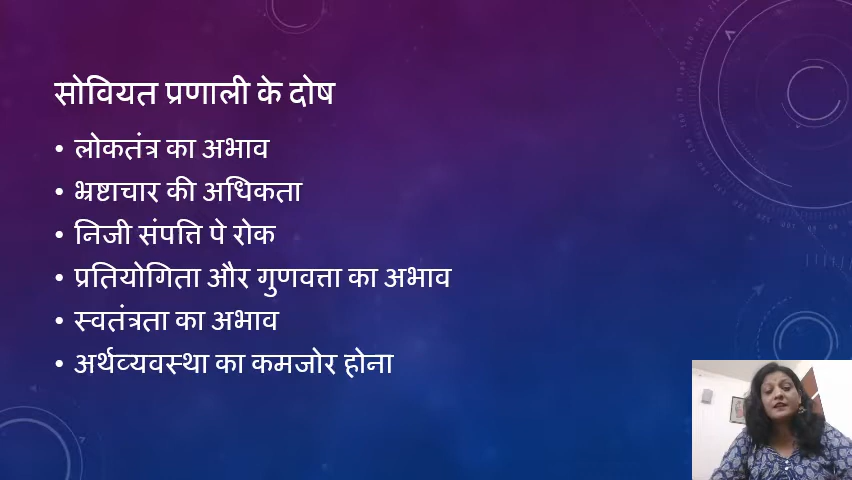 सोवियत प्रणाली के दोष
• लोकतंत्र का अभाव
• भ्रष्टाचार की अधिकता
• निजी संपत्ति पे रोक
• प्रतियोगिता और गुणवत्ता का अभाव
• स्वतंत्रता का अभाव
• अर्थव्यवस्था का कमजोर होना